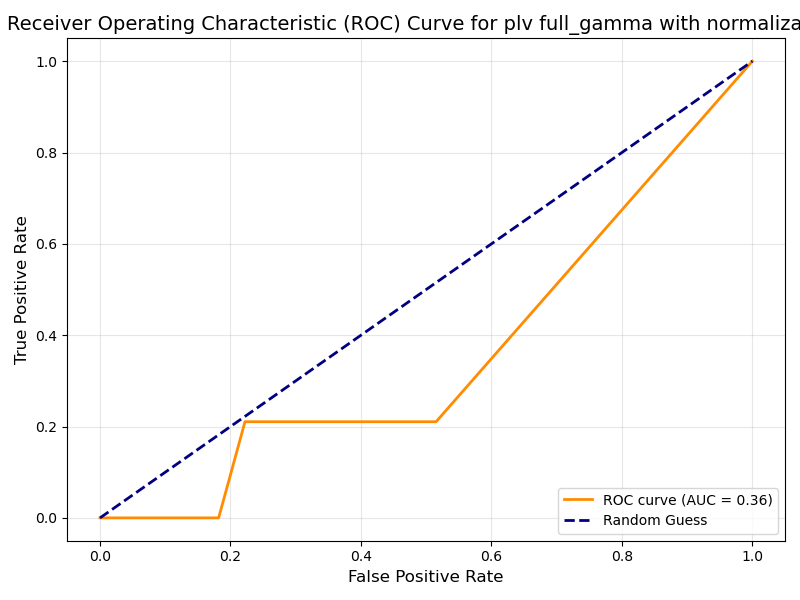 Receiver Operating Characteristic (ROC) Curve for plv full_gamma with normaliza
1.0
0.8
0.6
0.4
0.2
0.0
True Positive Rate
0.0 0.2 0.4 0.6 0.8 1.0
False Positive Rate
ROC curve (AUC = 0.36)
Random Guess